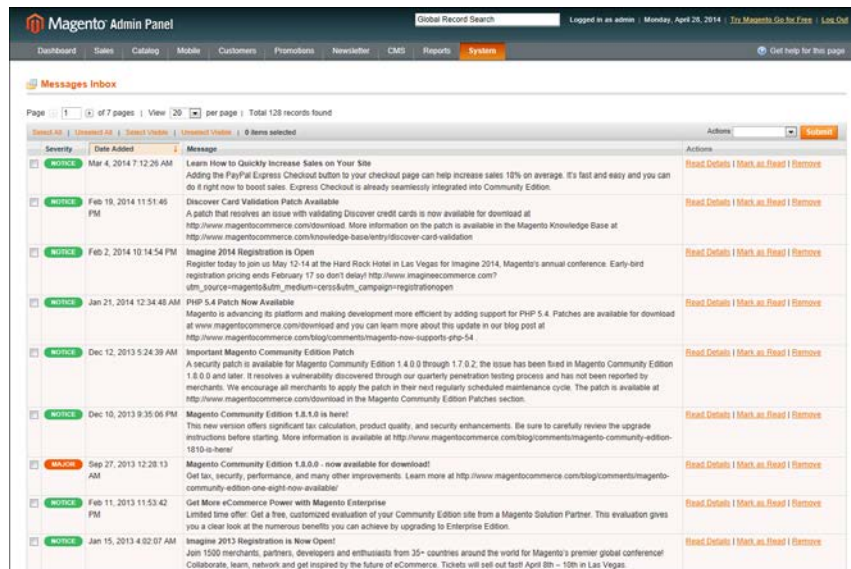 Magento Admin Panel
Global Record Search
Logged in as admin | Monday, April 28, 2014 | Try Magento Go for Free | Log Out
Dashboard Sales Catalog Mobile Customers Promotions Newsletter CMS Reports System
Get help for this page
Messages Inbox
Page 1 of 7 pages | View 20 per page | Total 128 records found
Select All | Unselect All | Select Visible | Unselect Visible | 0 items selected
Actions Submit
Severity Date Added Message Actions
NOTICE Mar 4, 2014 7:12:26 AM Learn How to Quickly Increase Sales on Your Site Read Details | Mark as Read | Remove
Adding the PayPal Express Checkout button to your checkout page can help increase sales 18% on average. It's fast and easy and you can
do it right now to boost sales. Express Checkout is already seamlessly integrated into Community Edition.
NOTICE Feb 19, 2014 11:51:46 PM Discover Card Validation Patch Available Read Details | Mark as Read | Remove
A patch that resolves an issue with validating Discover credit cards is now available for download at
http://www.magentocommerce.com/download. More information on the patch is available in the Magento Knowledge Base at
http://www.magentocommerce.com/knowledge-base/entry/discover-card-validation
NOTICE Feb 2, 2014 10:14:54 PM Imagine 2014 Registration is Open Read Details | Mark as Read | Remove
Register today to join us May 12-14 at the Hard Rock Hotel in Las Vegas for Imagine 2014, Magento's annual conference. Early-bird
registration pricing ends February 17 so don't delay! http://www.imagineecommerce.com?
utm_source=magento&utm_medium=cerss&utm_campaign=registrationopen
NOTICE Jan 21, 2014 12:34:48 AM PHP 5.4 Patch Now Available Read Details | Mark as Read | Remove
Magento is advancing its platform and making development more efficient by adding support for PHP 5.4. Patches are available for download
at www.magentocommerce.com/download and you can learn more about this update in our blog post at
http://www.magentocommerce.com/blog/comments/magento-now-supports-php-54 .
NOTICE Dec 12, 2013 5:24:39 AM Important Magento Community Edition Patch Read Details | Mark as Read | Remove
A security patch is available for Magento Community Edition 1.4.0.0 through 1.7.0.2; the issue has been fixed in Magento Community Edition
1.8.0.0 and later. It resolves a vulnerability discovered through our quarterly penetration testing process and has not been reported by
merchants. We encourage all merchants to apply the patch in their next regularly scheduled maintenance cycle. The patch is available at
http://www.magentocommerce.com/download in the Magento Community Edition Patches section.
NOTICE Dec 10, 2013 9:35:06 PM Magento Community Edition 1.8.1.0 is here! Read Details | Mark as Read | Remove
This new version offers significant tax calculation, product quality, and security enhancements. Be sure to carefully review the upgrade
instructions before starting. More information is available at http://www.magentocommerce.com/blog/comments/magento-community-edition-
1810-is-here/
MAJOR Sep 27, 2013 12:28:13 AM Magento Community Edition 1.8.0.0 - now available for download! Read Details | Mark as Read | Remove
Get tax, security, performance, and many other improvements. Learn more at http://www.magentocommerce.com/blog/comments/magento-
community-edition-one-eight-now-available/
NOTICE Feb 11, 2013 11:53:42 PM Get More eCommerce Power with Magento Enterprise Read Details | Mark as Read | Remove
Limited time offer: Get a free, customized evaluation of your Community Edition site from a Magento Solution Partner. This evaluation gives
you a clear look at the numerous benefits you can achieve by upgrading to Enterprise Edition.
NOTICE Jan 15, 2013 4:02:07 AM Imagine 2013 Registration is Now Open! Read Details | Mark as Read | Remove
Join 1500 merchants, partners, developers and enthusiasts from 35+ countries around the world for Magento's premier global conference!
Collaborate, learn, network and get inspired by the future of eCommerce. Tickets will sell out fast! April 8th – 10th in Las Vegas.